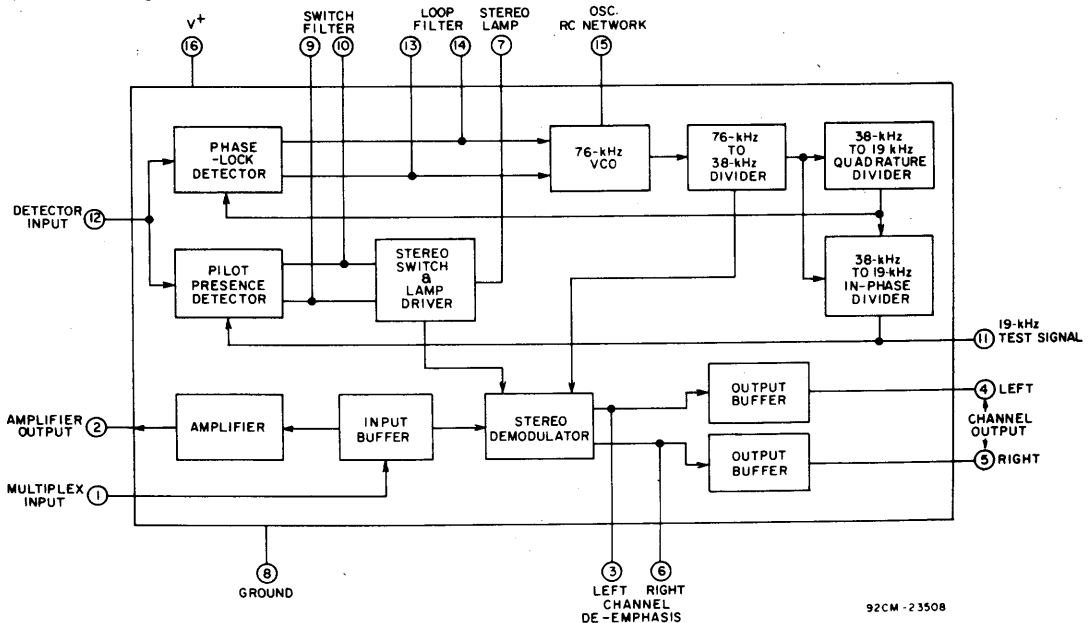 V+
16
SWITCH
FILTER
9
10
LOOP
FILTER
13
14
STEREO
LAMP
7
OSC.
RC NETWORK
15
PHASE
-LOCK
DETECTOR
76-kHz
VCO
76-kHz
TO
38-kHz
DIVIDER
38-kHz
TO 19 kHz
QUADRATURE
DIVIDER
DETECTOR
INPUT
12
PILOT
PRESENCE
DETECTOR
STEREO
SWITCH
&
LAMP
DRIVER
38-kHz
TO 19-kHz
IN-PHASE
DIVIDER
11
19-kHz
TEST SIGNAL
AMPLIFIER
OUTPUT
2
AMPLIFIER
INPUT
BUFFER
STEREO
DEMODULATOR
OUTPUT
BUFFER
4
LEFT
CHANNEL
OUTPUT
OUTPUT
BUFFER
5
RIGHT
MULTIPLEX
INPUT
1
8
GROUND
3
6
LEFT RIGHT
CHANNEL
DE-EMPHASIS
92CM-23508